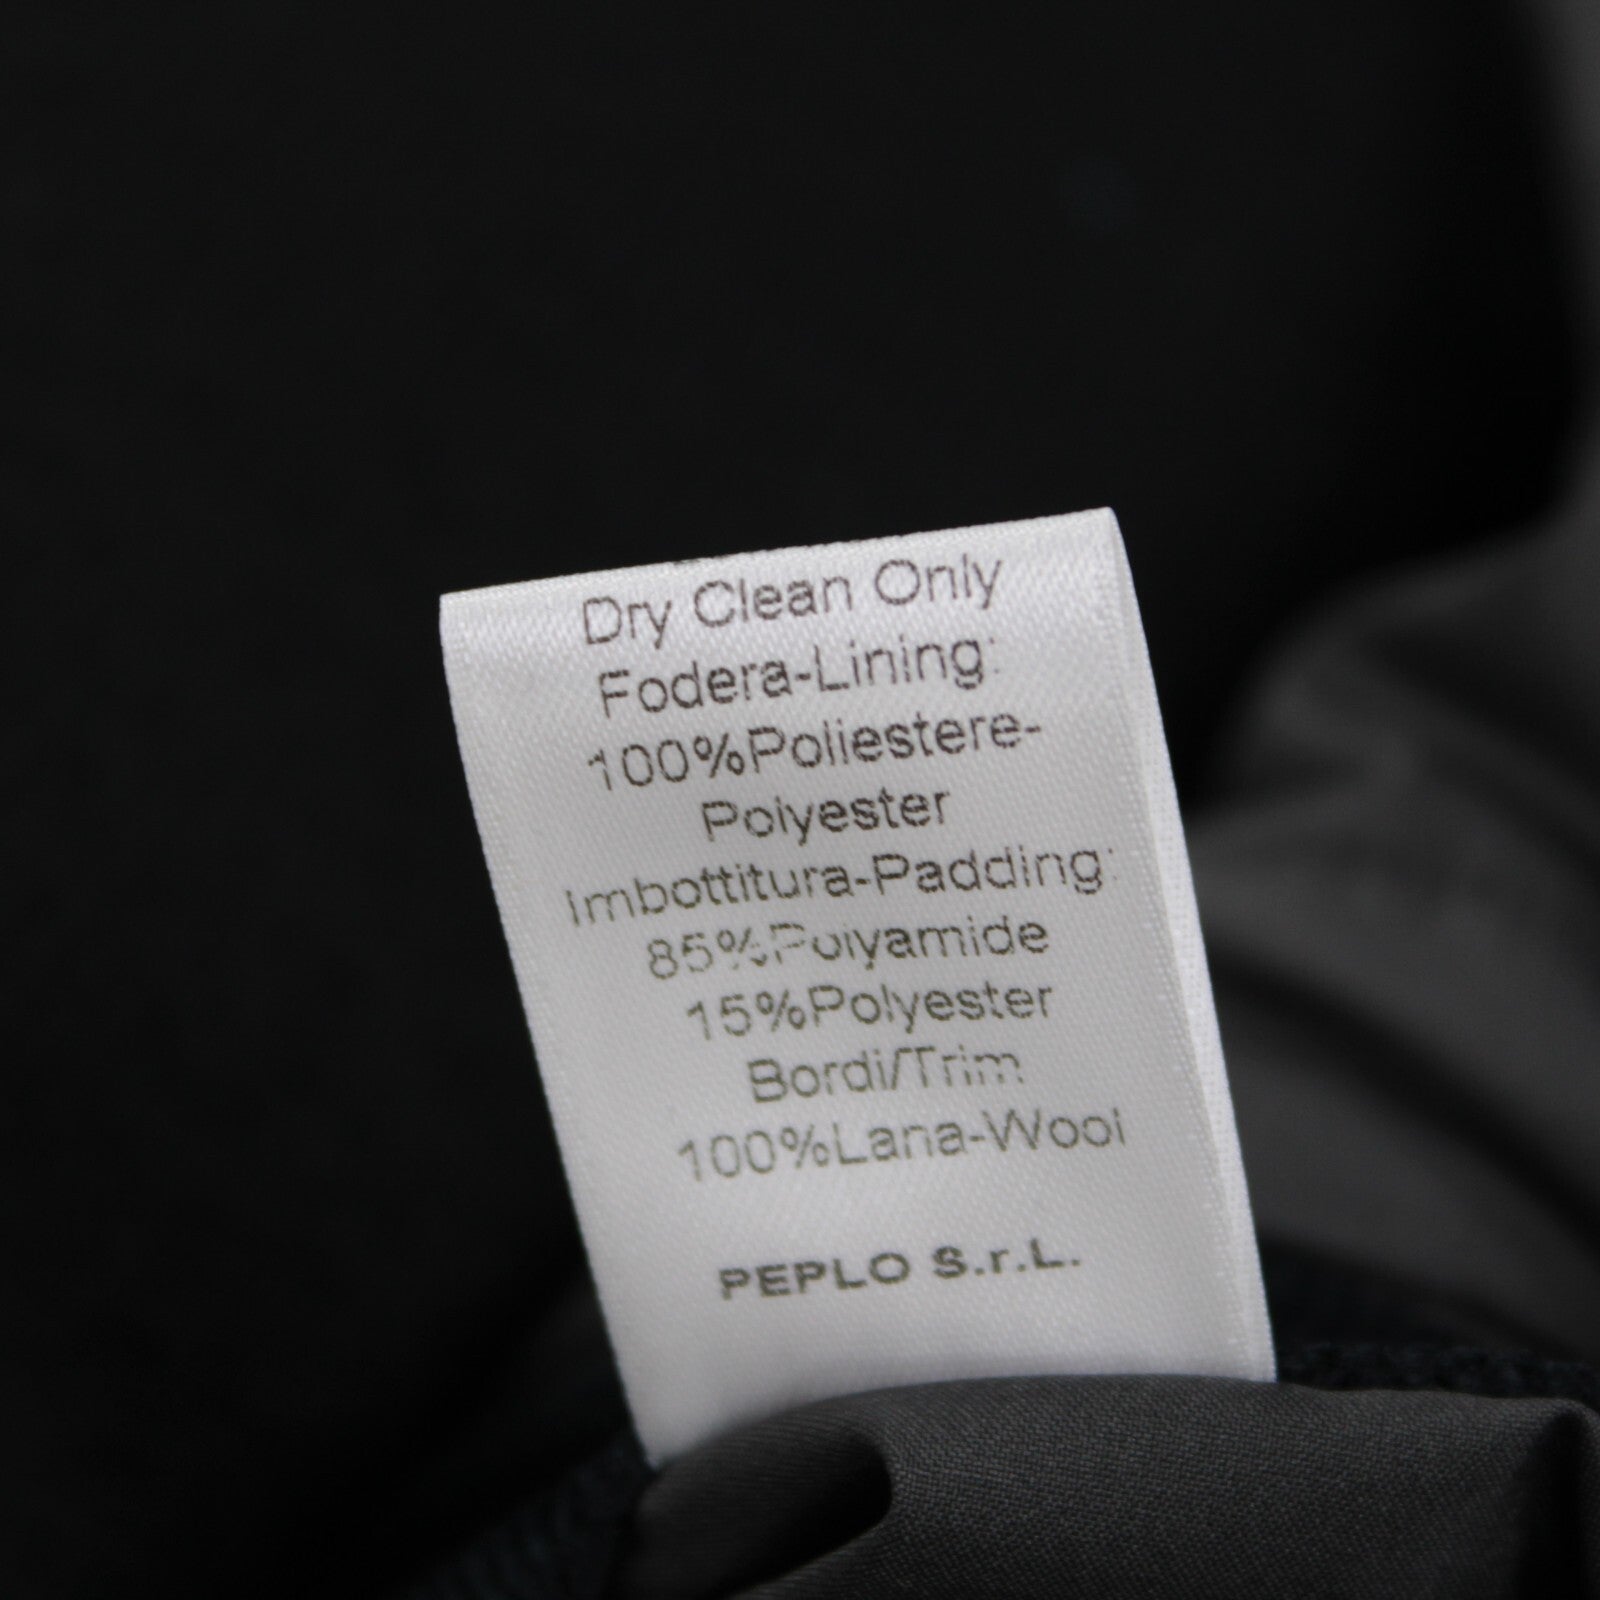 Dry Clean Only
Fodera-Lining:
100%Poliestere-
Polyester
Imbottitura-Padding:
85%Polyamide
15%Polyester
Bordi/Trim
100%Lana-Wool
PEPLO S.r.L.